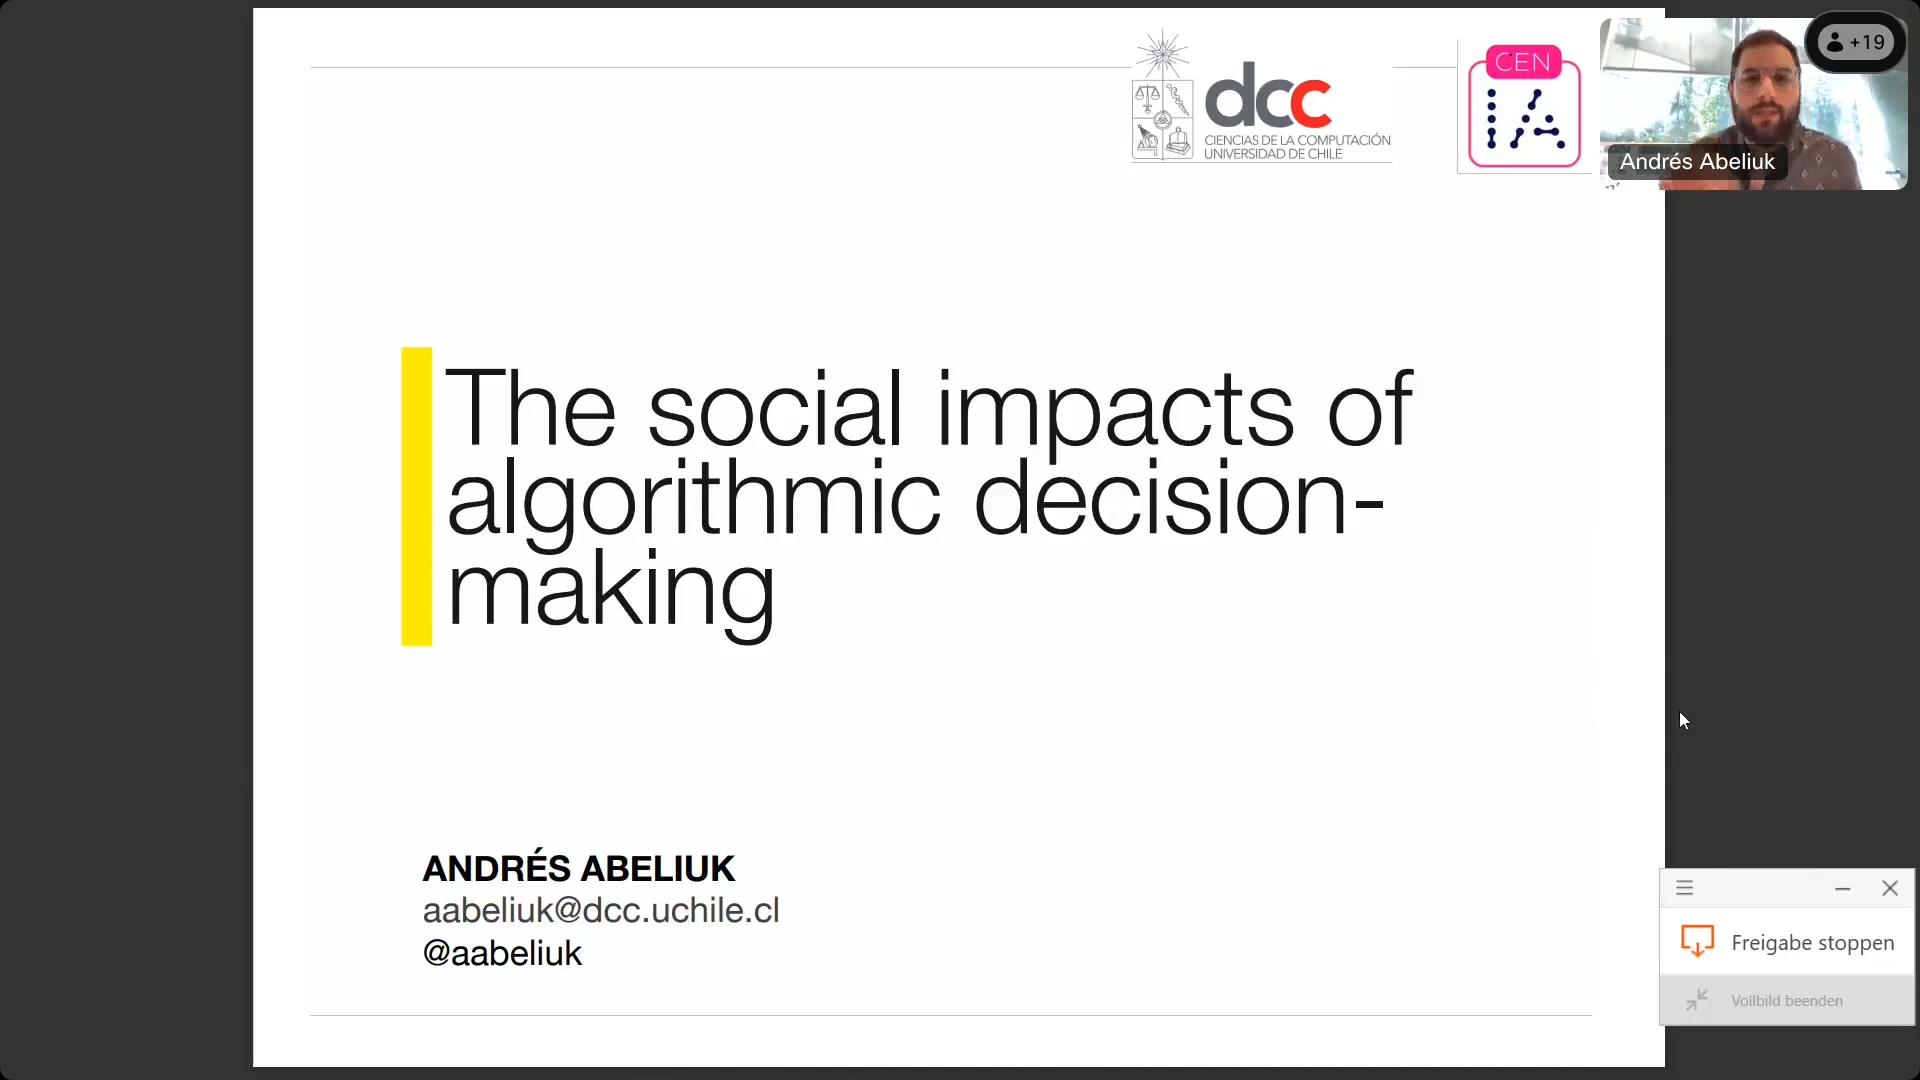 dcc
CIENCIAS DE LA COMPUTACIÓN
UNIVERSIDAD DE CHILE
CEN
IA
+19
Andrés Abeliuk
The social impacts of
algorithmic decision-
making
ANDRÉS ABELIUK
aabeliuk@dcc.uchile.cl
@aabeliuk
Freigabe stoppen
Vollbild beenden